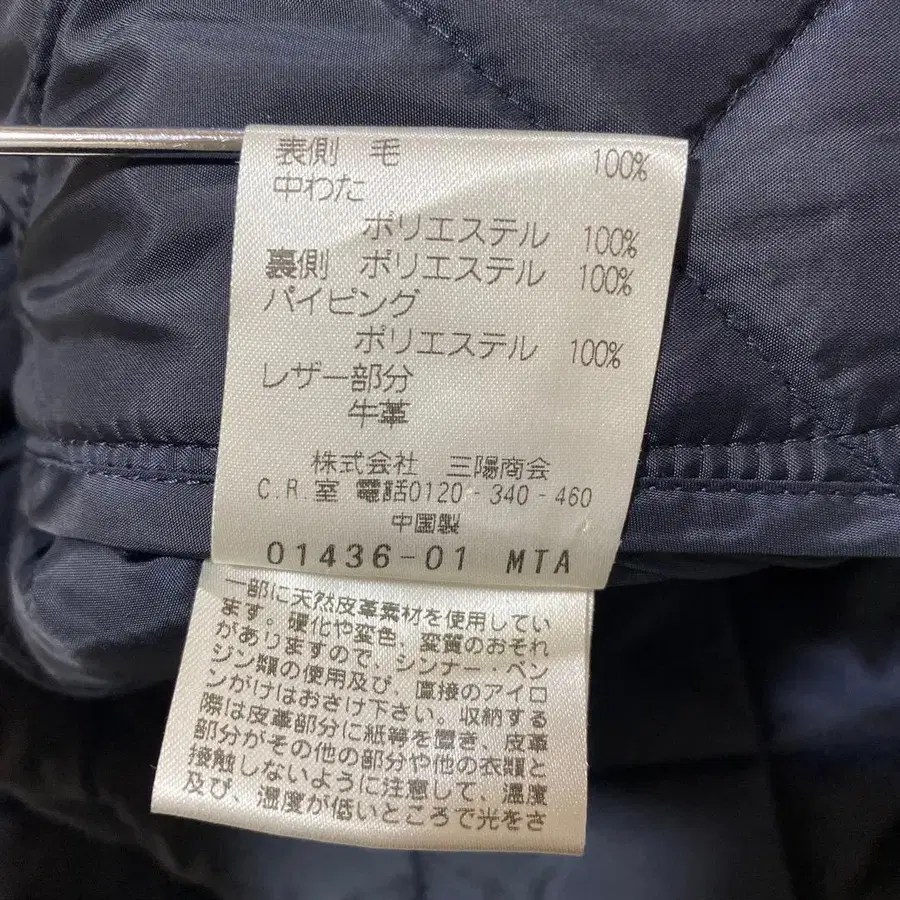 表側 毛 100%
中わた
ポリエステル 100%
裏側 ポリエステル 100%
パイピング
ポリエステル 100%
レザー部分
牛革
株式会社 三陽商会
C.R.室 電話0120-340-460
中国製
01436-01 MTA
一部に天然皮革素材を使用してい
ます。硬化や変色、変質のおそれ
がありますので、シンナー・ベン
ジン類の使用及び、直接のアイロ
ンがけはおさけ下さい。収納する
際は皮革部分に紙等を置き、皮革
部分がその他の部分や他の衣類と
接触しないように注意して、温度
及び、湿度が低いところで光をさ